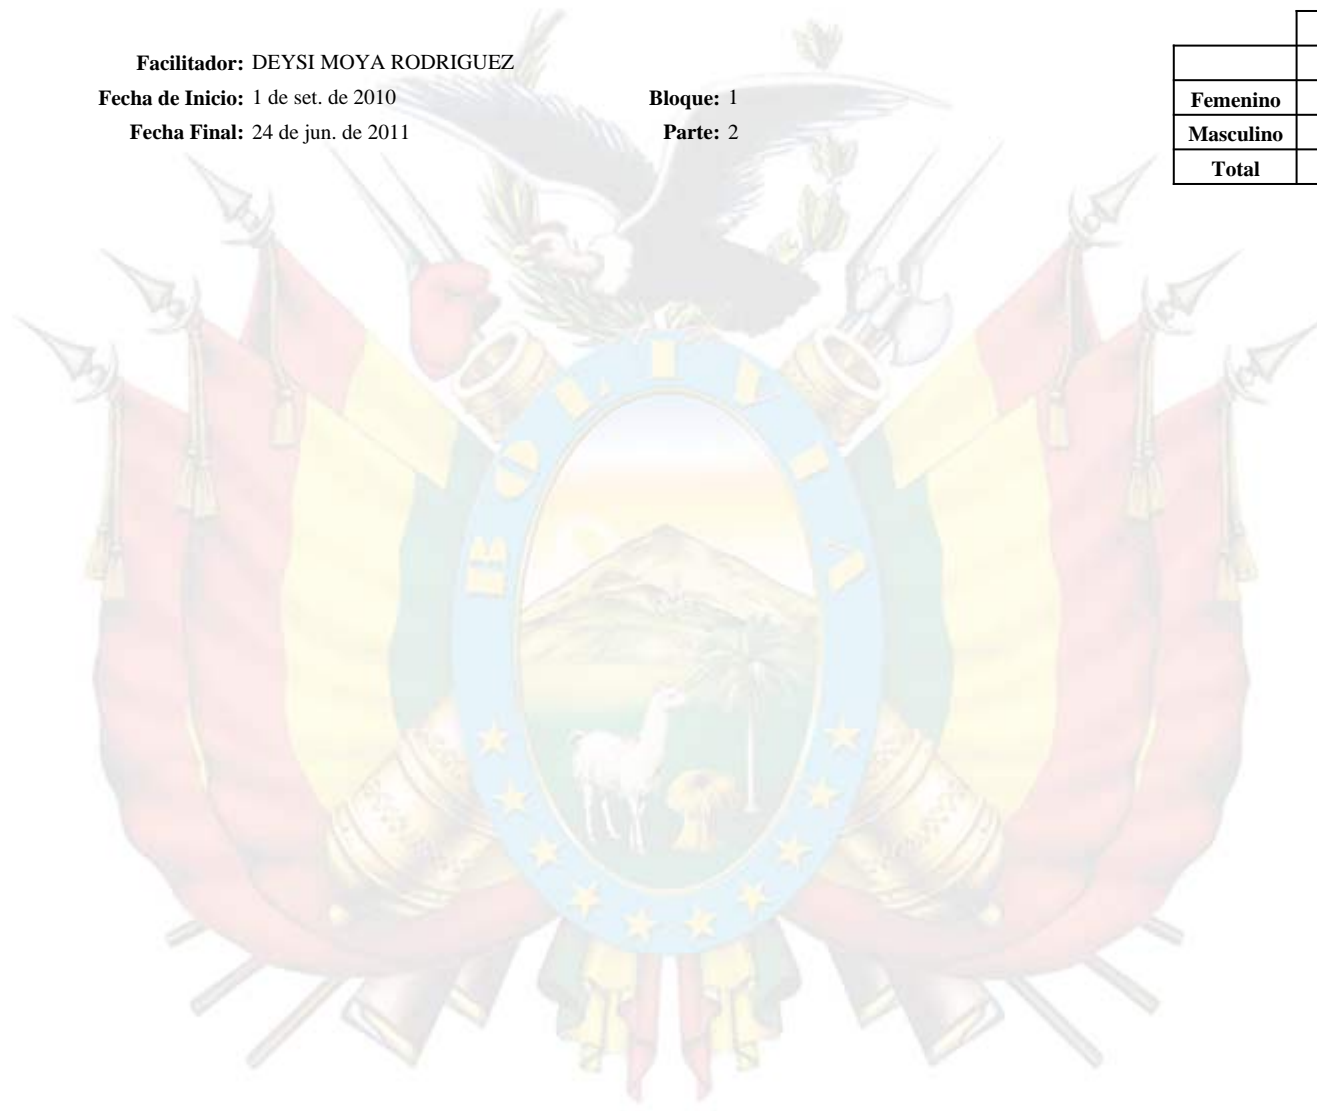 Facilitador: DEYSI MOYA RODRIGUEZ
Fecha de Inicio: 1 de set. de 2010
Bloque: 1
Fecha Final: 24 de jun. de 2011
Parte: 2
Femenino
Masculino
Total
BOLIVIA